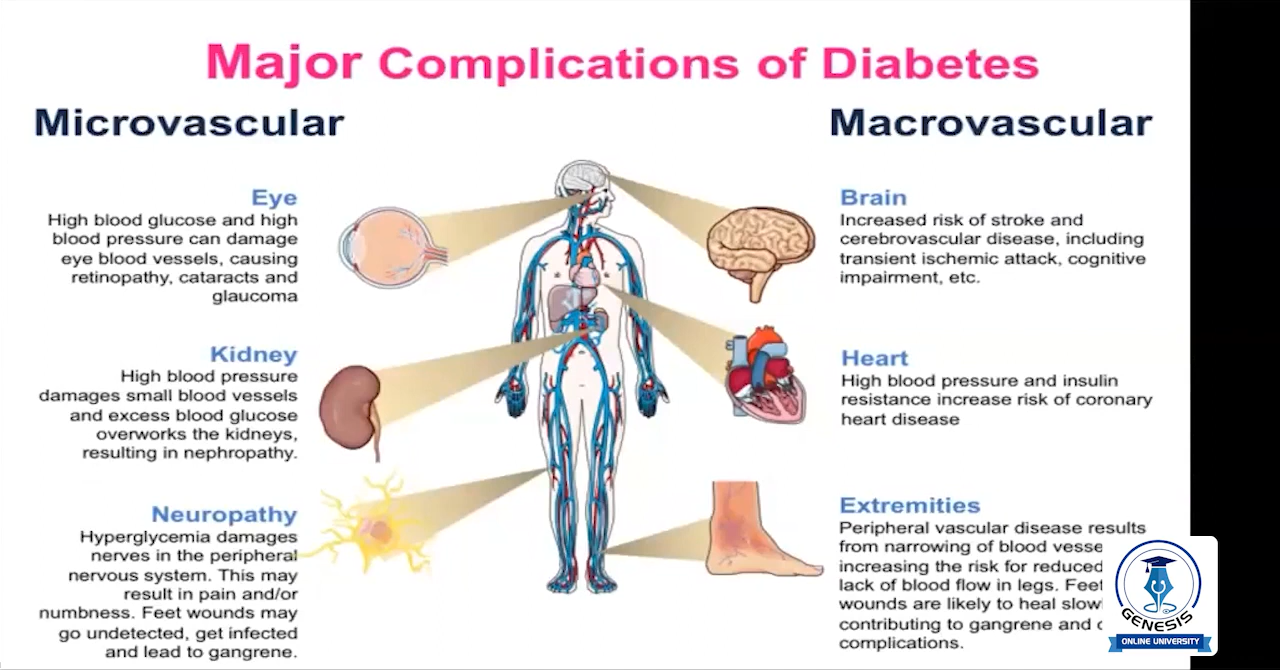 Major Complications of Diabetes
Microvascular
Macrovascular
Eye
High blood glucose and high
blood pressure can damage
eye blood vessels, causing
retinopathy, cataracts and
glaucoma
Kidney
High blood pressure
damages small blood vessels
and excess blood glucose
overworks the kidneys,
resulting in nephropathy.
Neuropathy
Hyperglycemia damages
nerves in the peripheral
nervous system. This may
result in pain and/or
numbness. Feet wounds may
go undetected, get infected
and lead to gangrene.
Brain
Increased risk of stroke and
cerebrovascular disease, including
transient ischemic attack, cognitive
impairment, etc.
Heart
High blood pressure and insulin
resistance increase risk of coronary
heart disease
Extremities
Peripheral vascular disease results
from narrowing of blood
increasing the risk for reduced
lack of blood flow in legs.
wounds are likely to heal
contributing to gangrene and
complications.
GENESIS
ONLINE UNIVERSITY